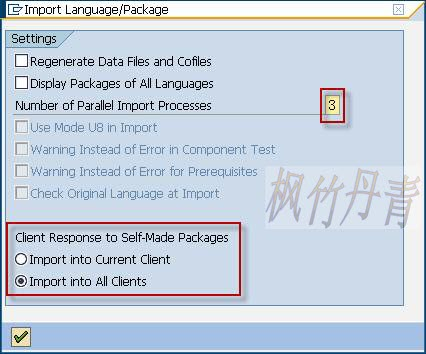 Import Language/Package
Settings
Regenerate Data Files and Cofiles
Display Packages of All Languages
Number of Parallel Import Processes 3
Use Mode U8 in Import
Warning Instead of Error in Component Test
Warning Instead of Error for Prerequisites
Check Original Language at Import
枫竹丹青
Client Response to Self-Made Packages
Import into Current Client
Import into All Clients